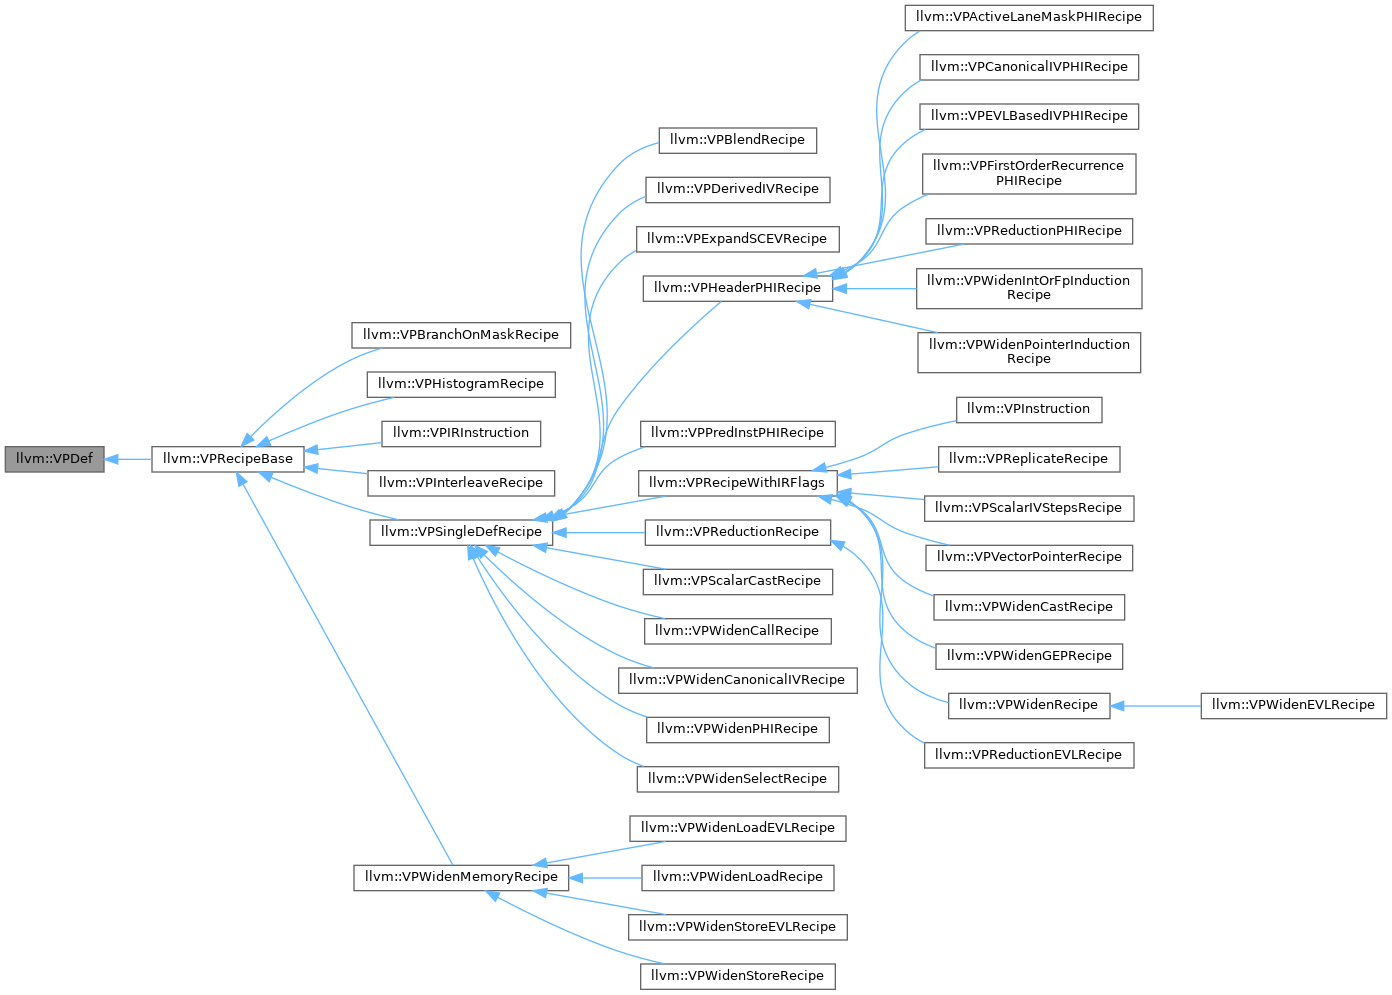 llvm::VPDef
llvm::VPRecipeBase
llvm::VPBranchOnMaskRecipe
llvm::VPHistogramRecipe
llvm::VPIRInstruction
llvm::VPInterleaveRecipe
llvm::VPSingleDefRecipe
llvm::VPWidenMemoryRecipe
llvm::VPBlendRecipe
llvm::VPDerivedIVRecipe
llvm::VPExpandSCEVRecipe
llvm::VPHeaderPHIRecipe
llvm::VPPredInstPHIRecipe
llvm::VPRecipeWithIRFlags
llvm::VPReductionRecipe
llvm::VPScalarCastRecipe
llvm::VPWidenCallRecipe
llvm::VPWidenCanonicalIVRecipe
llvm::VPWidenPHIRecipe
llvm::VPWidenSelectRecipe
llvm::VPWidenLoadEVLRecipe
llvm::VPWidenLoadRecipe
llvm::VPWidenStoreEVLRecipe
llvm::VPWidenStoreRecipe
llvm::VPActiveLaneMaskPHIRecipe
llvm::VPCanonicalIVPHIRecipe
llvm::VPEVLBasedIVPHIRecipe
llvm::VPFirstOrderRecurrence
PHIRecipe
llvm::VPReductionPHIRecipe
llvm::VPWidenIntOrFpInduction
Recipe
llvm::VPWidenPointerInduction
Recipe
llvm::VPInstruction
llvm::VPReplicateRecipe
llvm::VPScalarIVStepsRecipe
llvm::VPVectorPointerRecipe
llvm::VPWidenCastRecipe
llvm::VPWidenGEPRecipe
llvm::VPWidenRecipe
llvm::VPReductionEVLRecipe
llvm::VPWidenEVLRecipe